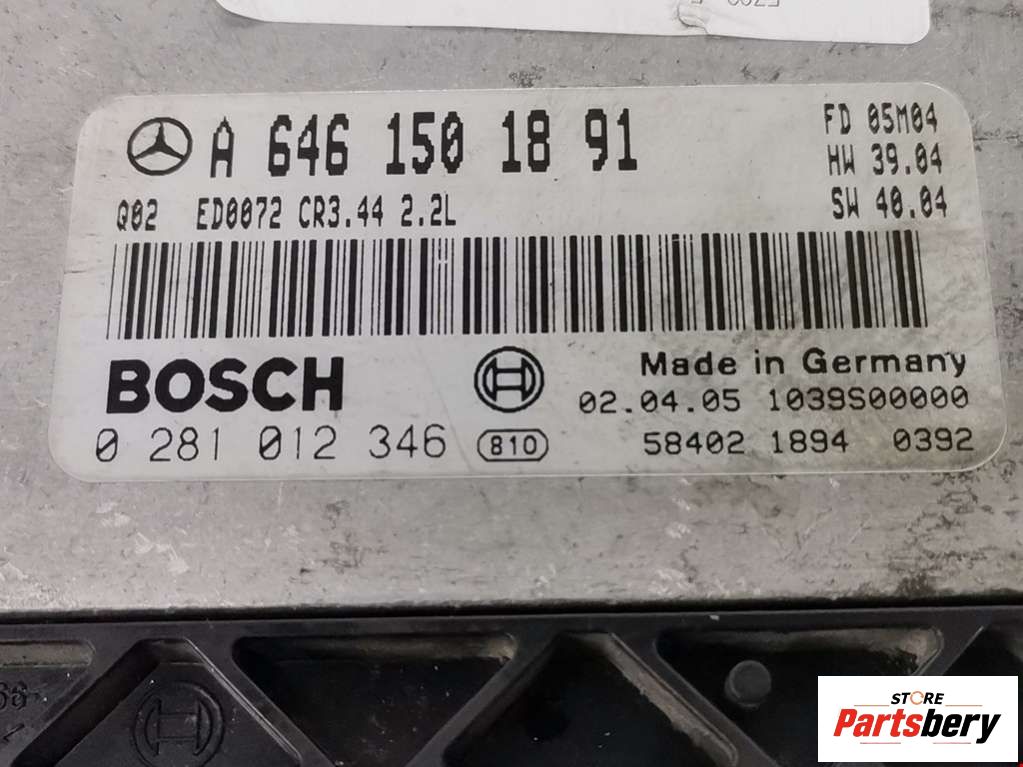 A 646 150 18 91
FD 05M04
HW 39.04
SW 40.04
Q02 ED0072 CR3.44 2.2L
BOSCH
Made in Germany
02.04.05 1039S00000
0 281 012 346 810
58402 1894 0392
STORE
Partsbery